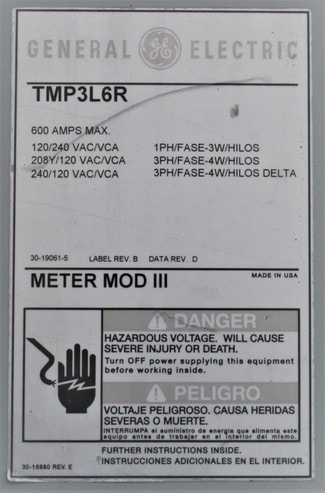 GENERAL GE ELECTRIC
TMP3L6R
600 AMPS MAX.
120/240 VAC/VCA 1PH/FASE-3W/HILOS
208Y/120 VAC/VCA 3PH/FASE-4W/HILOS
240/120 VAC/VCA 3PH/FASE-4W/HILOS DELTA
30-19061-5 LABEL REV. B DATA REV. D
METER MOD III MADE IN USA
DANGER
HAZARDOUS VOLTAGE. WILL CAUSE
SEVERE INJURY OR DEATH.
Turn OFF power supplying this equipment
before working inside.
PELIGRO
VOLTAJE PELIGROSO. CAUSA HERIDAS
SEVERAS O MUERTE.
INTERRUMPA el suministro de energia que alimenta este
equipo antes de trabajar en el interior del mismo.
FURTHER INSTRUCTIONS INSIDE.
30-18880 REV. E INSTRUCCIONES ADICIONALES EN EL INTERIOR.